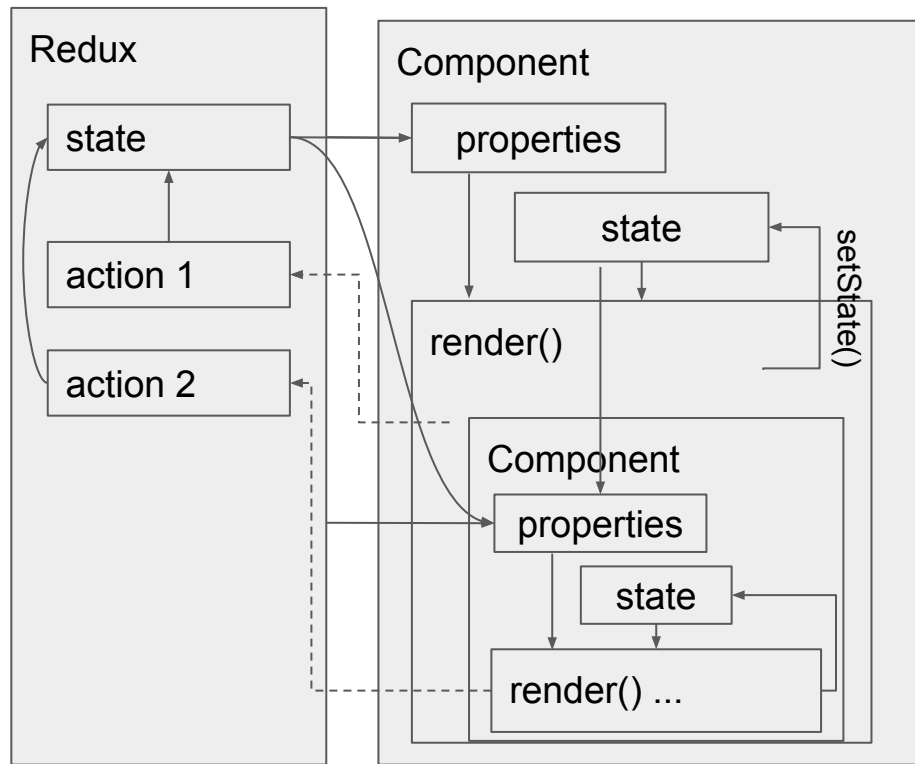 Redux
state
action 1
action 2
Component
properties
state
setState()
render()
Component
properties
state
render() ...